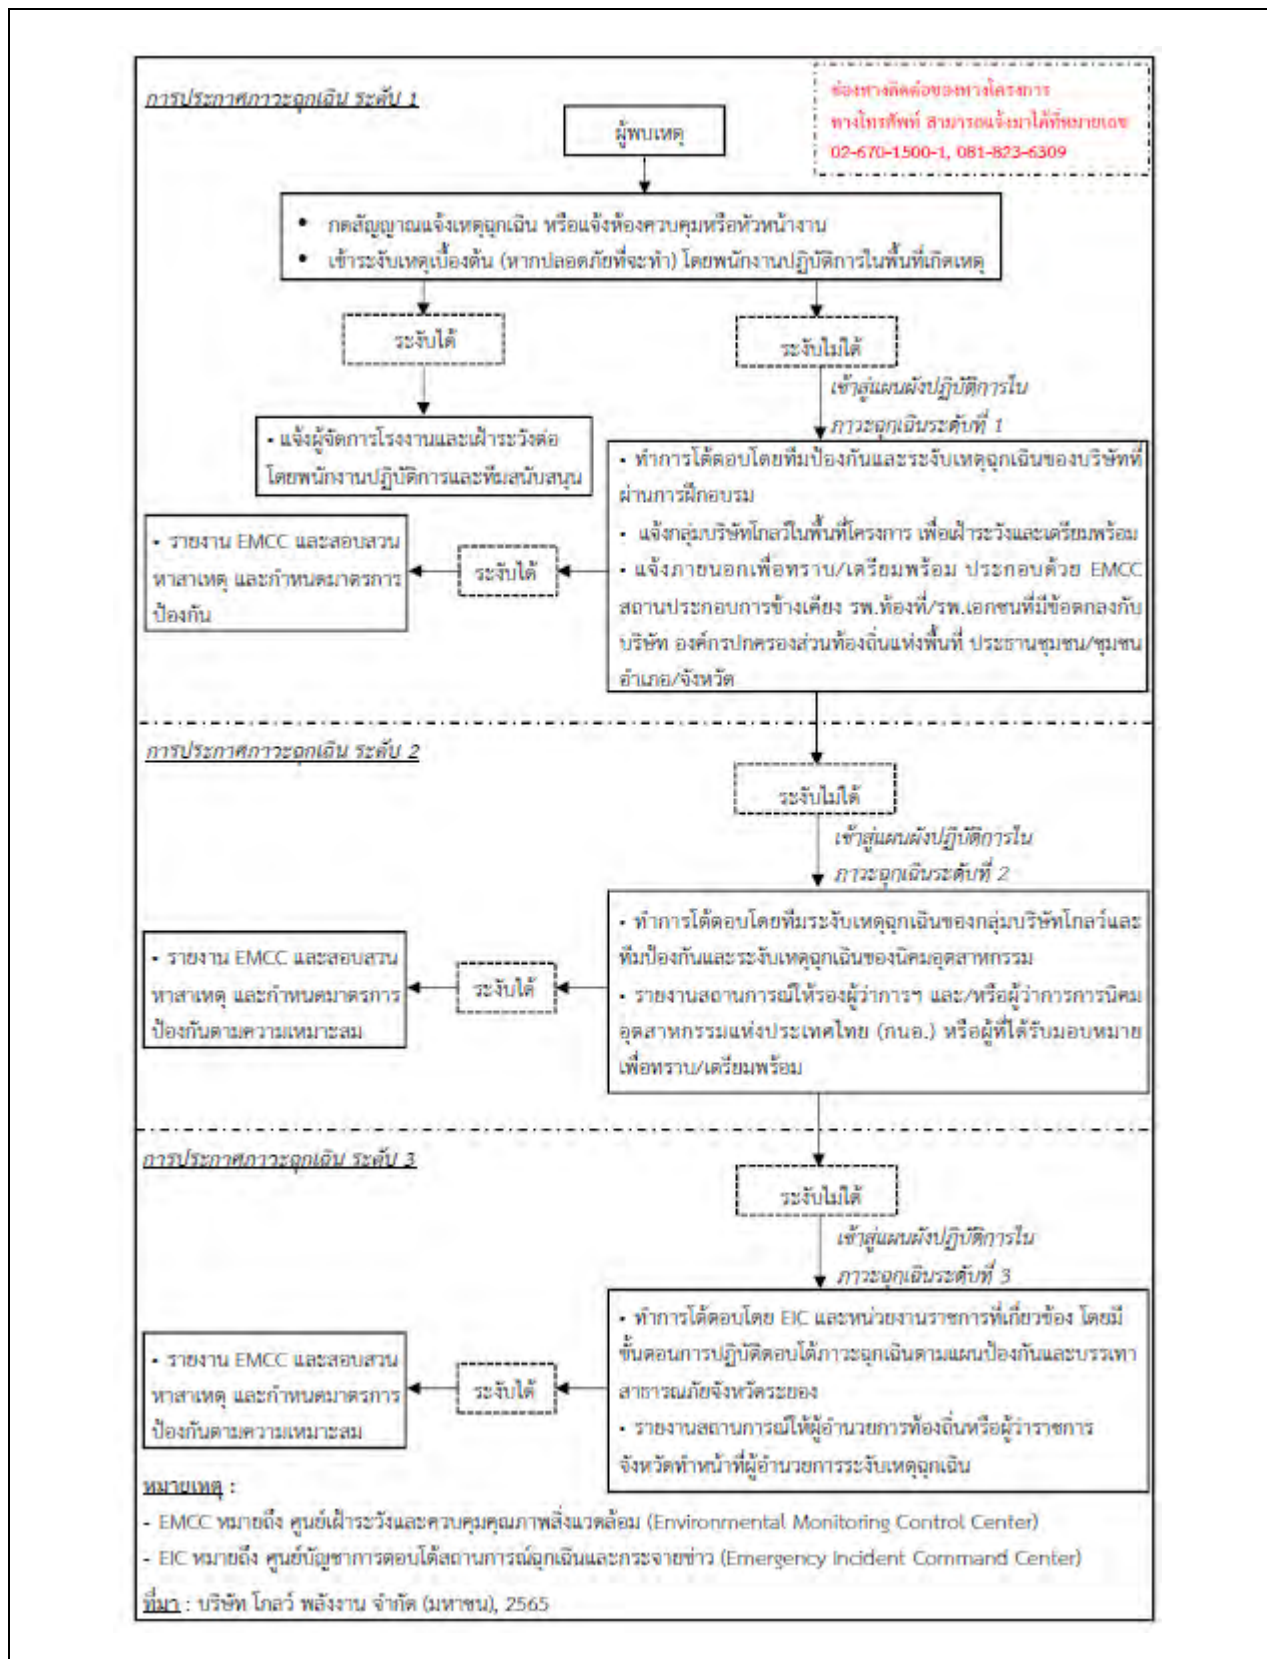 การประกาศภาวะฉุกเฉิน ระดับ 1
ช่องทางติดต่อของทางโครงการ
ทางโทรศัพท์ สามารถแจ้งมาได้ที่หมายเลข
02-670-1500-1, 081-823-6309
ผู้พบเหตุ
• กดสัญญาณแจ้งเหตุฉุกเฉิน หรือแจ้งห้องควบคุมหรือหัวหน้างาน
• เข้าระงับเหตุเบื้องต้น (หากปลอดภัยที่จะทำ) โดยพนักงานปฏิบัติการในพื้นที่เกิดเหตุ
ระงับได้
ระงับไม่ได้
เข้าสู่แผนผังปฏิบัติการใน
ภาวะฉุกเฉินระดับที่ 1
• แจ้งผู้จัดการโรงงานและเฝ้าระวังต่อ
โดยพนักงานปฏิบัติการและทีมสนับสนุน
• ทำการโต้ตอบโดยทีมป้องกันและระงับเหตุฉุกเฉินของบริษัทที่
ผ่านการฝึกอบรม
• แจ้งกลุ่มบริษัทโกลว์ในพื้นที่โครงการ เพื่อเฝ้าระวังและเตรียมพร้อม
• แจ้งภายนอกเพื่อทราบ/เตรียมพร้อม ประกอบด้วย EMCC
สถานประกอบการข้างเคียง รพ.ท้องที่/รพ.เอกชนที่มีข้อตกลงกับ
บริษัท องค์กรปกครองส่วนท้องถิ่นแห่งพื้นที่ ประธานชุมชน/ชุมชน
อำเภอ/จังหวัด
ระงับได้
• รายงาน EMCC และสอบสวน
หาสาเหตุ และกำหนดมาตรการ
ป้องกัน
การประกาศภาวะฉุกเฉิน ระดับ 2
ระงับไม่ได้
เข้าสู่แผนผังปฏิบัติการใน
ภาวะฉุกเฉินระดับที่ 2
• ทำการโต้ตอบโดยทีมระงับเหตุฉุกเฉินของกลุ่มบริษัทโกลว์และ
ทีมป้องกันและระงับเหตุฉุกเฉินของนิคมอุตสาหกรรม
• รายงานสถานการณ์ให้รองผู้ว่าการฯ และ/หรือผู้ว่าการการนิคม
อุตสาหกรรมแห่งประเทศไทย (กนอ.) หรือผู้ที่ได้รับมอบหมาย
เพื่อทราบ/เตรียมพร้อม
ระงับได้
• รายงาน EMCC และสอบสวน
หาสาเหตุ และกำหนดมาตรการ
ป้องกันตามความเหมาะสม
การประกาศภาวะฉุกเฉิน ระดับ 3
ระงับไม่ได้
เข้าสู่แผนผังปฏิบัติการใน
ภาวะฉุกเฉินระดับที่ 3
• ทำการโต้ตอบโดย EIC และหน่วยงานราชการที่เกี่ยวข้อง โดยมี
ขั้นตอนการปฏิบัติตอบโต้ภาวะฉุกเฉินตามแผนป้องกันและบรรเทา
สาธารณภัยจังหวัดระยอง
• รายงานสถานการณ์ให้ผู้อำนวยการท้องถิ่นหรือผู้ว่าราชการ
จังหวัดทำหน้าที่ผู้อำนวยการระงับเหตุฉุกเฉิน
ระงับได้
• รายงาน EMCC และสอบสวน
หาสาเหตุ และกำหนดมาตรการ
ป้องกันตามความเหมาะสม
หมายเหตุ :
- EMCC หมายถึง ศูนย์เฝ้าระวังและควบคุมคุณภาพสิ่งแวดล้อม (Environmental Monitoring Control Center)
- EIC หมายถึง ศูนย์บัญชาการตอบโต้สถานการณ์ฉุกเฉินและกระจายข่าว (Emergency Incident Command Center)
ที่มา : บริษัท โกลว์ พลังงาน จำกัด (มหาชน), 2565